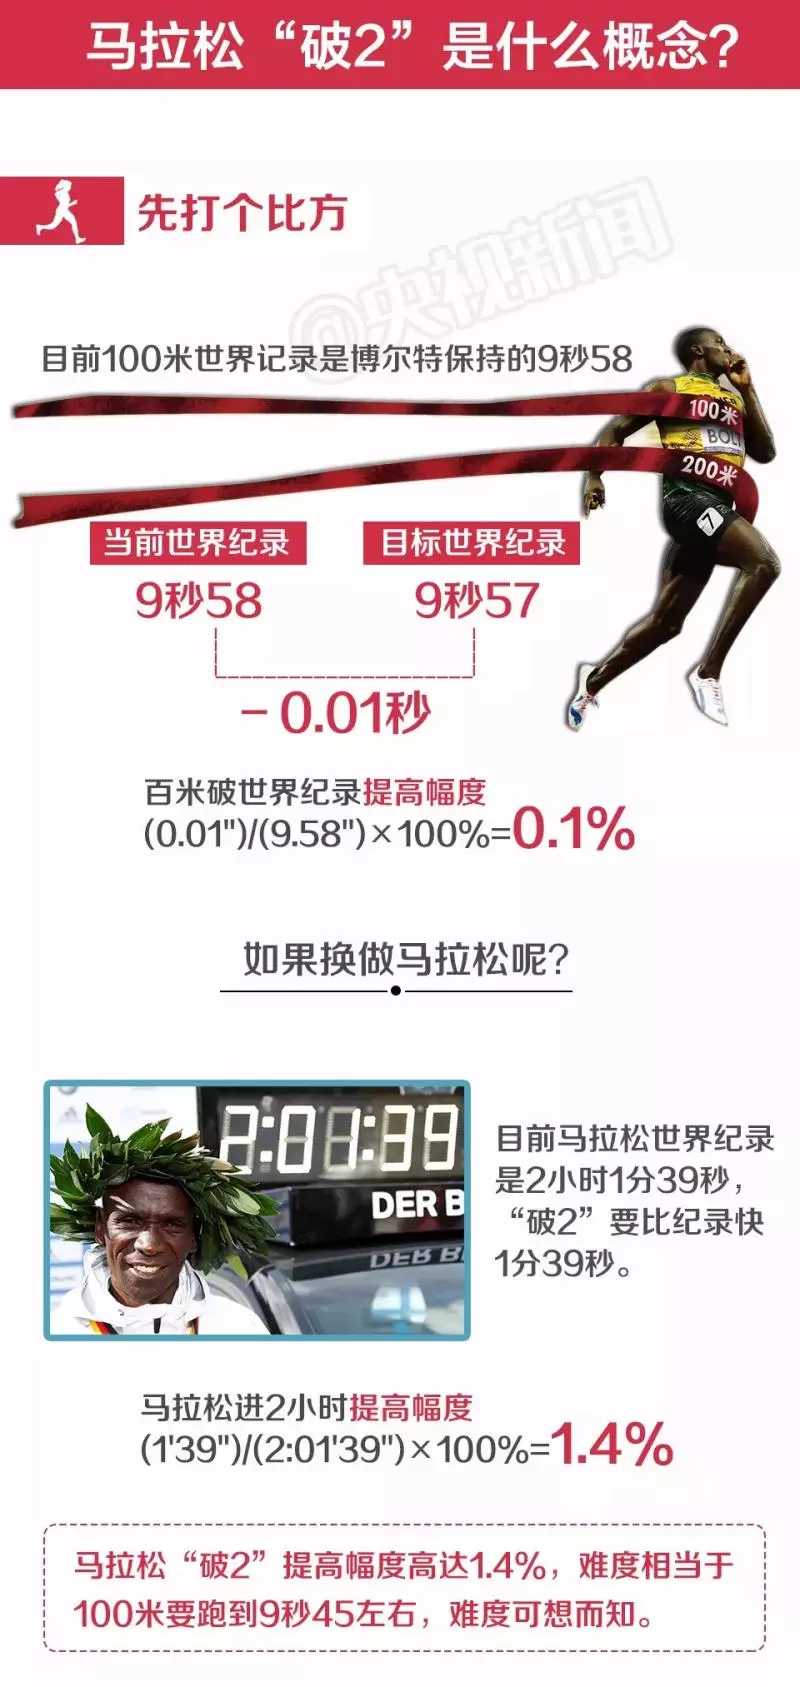 马拉松“破2”是什么概念?
先打个比方
@央视新闻
目前100米世界记录是博尔特保持的9秒58
100米
BOLT
200米
7
当前世界纪录
目标世界纪录
9秒58
9秒57
- 0.01秒
百米破世界纪录提高幅度
(0.01")/(9.58")×100%=0.1%
如果换做马拉松呢?
2:01:39
DER B
目前马拉松世界纪录
是2小时1分39秒,
“破2”要比纪录快
1分39秒。
马拉松进2小时提高幅度
(1'39")/(2:01'39")×100%=1.4%
马拉松“破2”提高幅度高达1.4%,难度相当于
100米要跑到9秒45左右,难度可想而知。